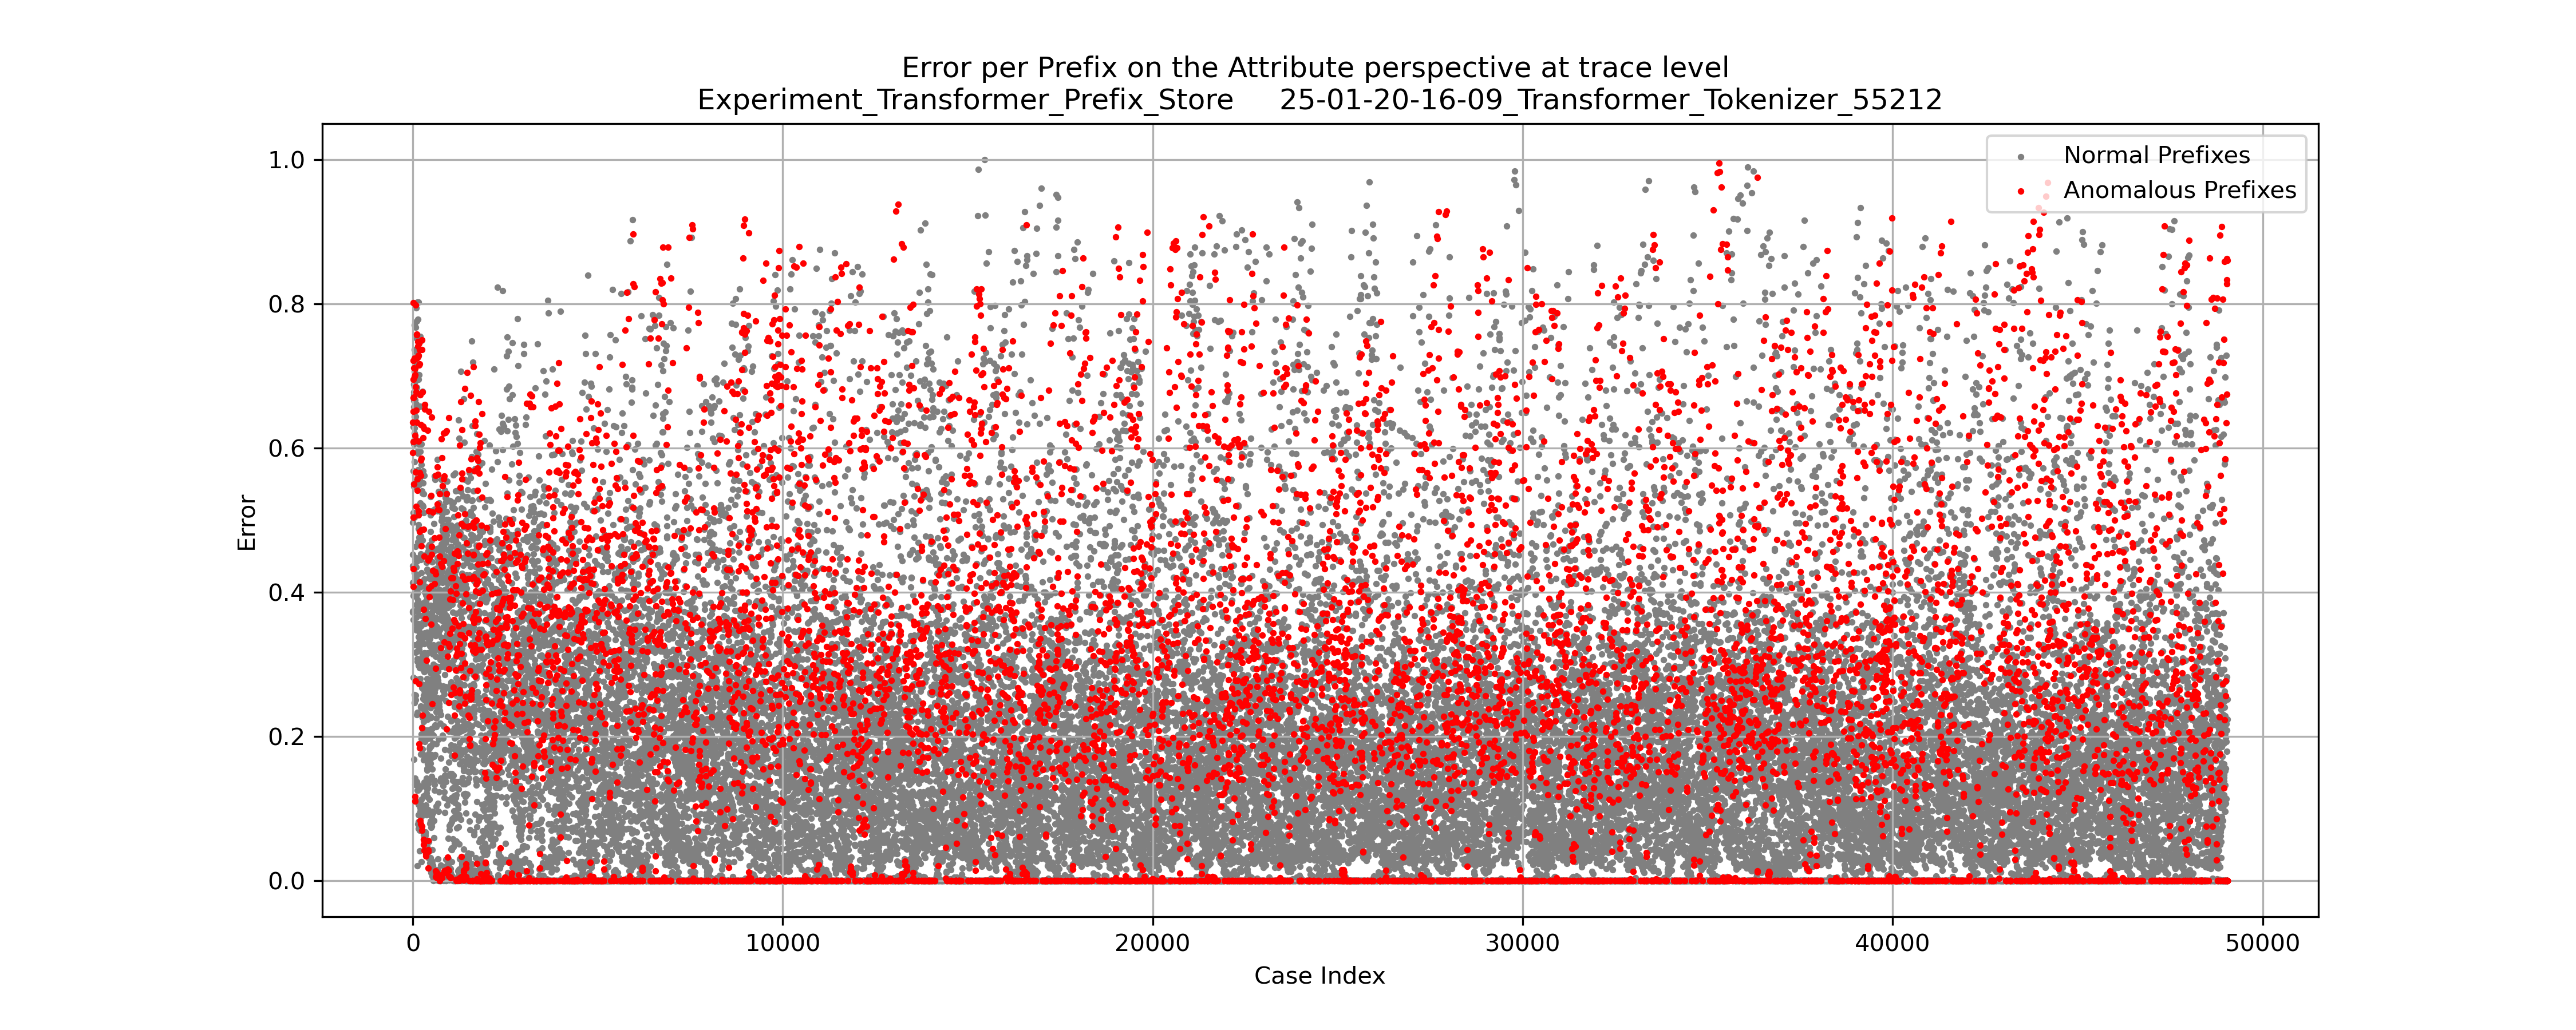 Error per Prefix on the Attribute perspective at trace level
Experiment_Transformer_Prefix_Store 25-01-20-16-09_Transformer_Tokenizer_55212
Normal Prefixes
Anomalous Prefixes
1.0
0.8
0.6
0.4
0.2
0.0
Error
0 10000 20000 30000 40000 50000
Case Index